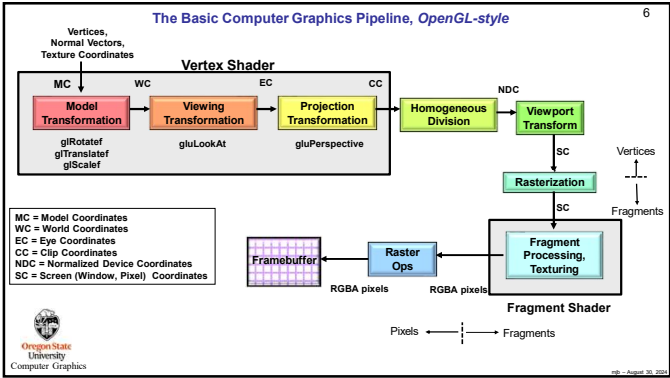 The Basic Computer Graphics Pipeline, OpenGL-style
6
Vertices,
Normal Vectors,
Texture Coordinates
Vertex Shader
MC
WC
EC
CC
NDC
Model
Transformation
Viewing
Transformation
Projection
Transformation
Homogeneous
Division
Viewport
Transform
glRotatef
glTranslatef
glScalef
gluLookAt
gluPerspective
SC
Vertices
Rasterization
Fragments
SC
MC = Model Coordinates
WC = World Coordinates
EC = Eye Coordinates
CC = Clip Coordinates
NDC = Normalized Device Coordinates
SC = Screen (Window, Pixel) Coordinates
Framebuffer
Raster
Ops
Fragment
Processing,
Texturing
RGBA pixels
RGBA pixels
Fragment Shader
Pixels
Fragments
Oregon State
University
Computer Graphics
mjb – August 30, 2024